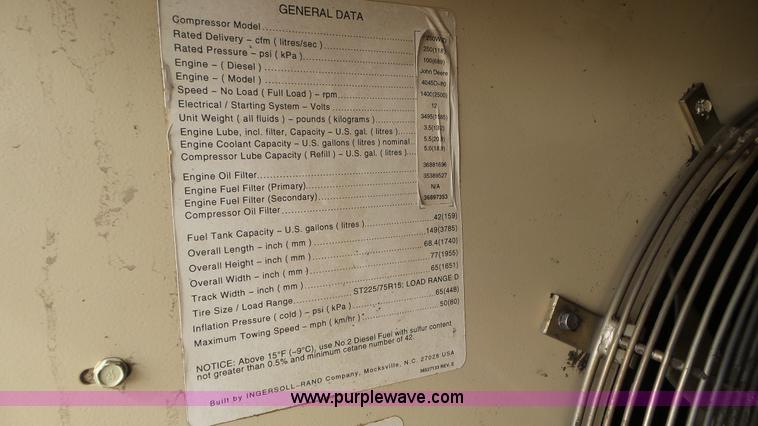 GENERAL DATA
Compressor Model
Rated Delivery - cfm ( litres/sec ) 250(118)
Rated Pressure - psi ( kPa ) 100(689)
Engine - ( Diesel ) John Deere
Engine - ( Model )
Speed - No Load ( Full Load ) - rpm 1400(2500)
Electrical / Starting System - Volts 12
Unit Weight ( all fluids ) - pounds ( kilograms )
Engine Lube, incl. filter, Capacity - U.S. gal. ( litres )
Engine Coolant Capacity - U.S. gallons ( litres ) nominal
Compressor Lube Capacity ( Refill ) - U.S. gal. ( litres ) 5.0(18.9)
Engine Oil Filter 36881696
Engine Fuel Filter (Primary) 35389527
Engine Fuel Filter (Secondary) N/A
Compressor Oil Filter 36897353
Fuel Tank Capacity - U.S. gallons ( litres ) 42(159)
Overall Length - inch ( mm ) 149(3785)
Overall Height - inch ( mm ) 68.4(1740)
Overall Width - inch ( mm ) 77(1955)
Track Width - inch ( mm ) 65(1651)
Tire Size / Load Range ST225/75R15; LOAD RANGE D
Inflation Pressure ( cold ) - psi ( kPa ) 65(448)
Maximum Towing Speed - mph ( km/hr ) 50(80)
NOTICE: Above 15°F (-9°C), use No.2 Diesel Fuel with sulfur content
not greater than 0.5% and minimum cetane number of 42.
Built by INGERSOLL-RAND Company, Mocksville, N.C. 27028 USA
www.purplewave.com